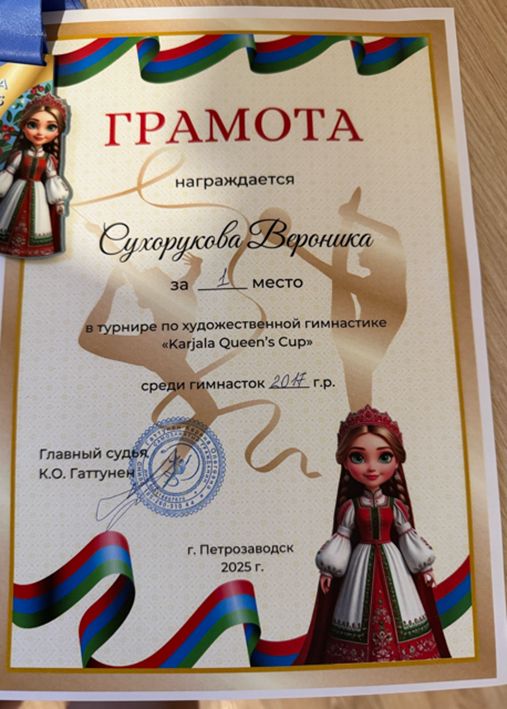 ГРАМОТА
награждается
Сухорукова Вероника
за 1 место
в турнире по художественной гимнастике
«Karjala Queen's Cup»
среди гимнасток 2017 г.р.
Главный судья
К.О. Гаттунен
г. Петрозаводск
2025 г.